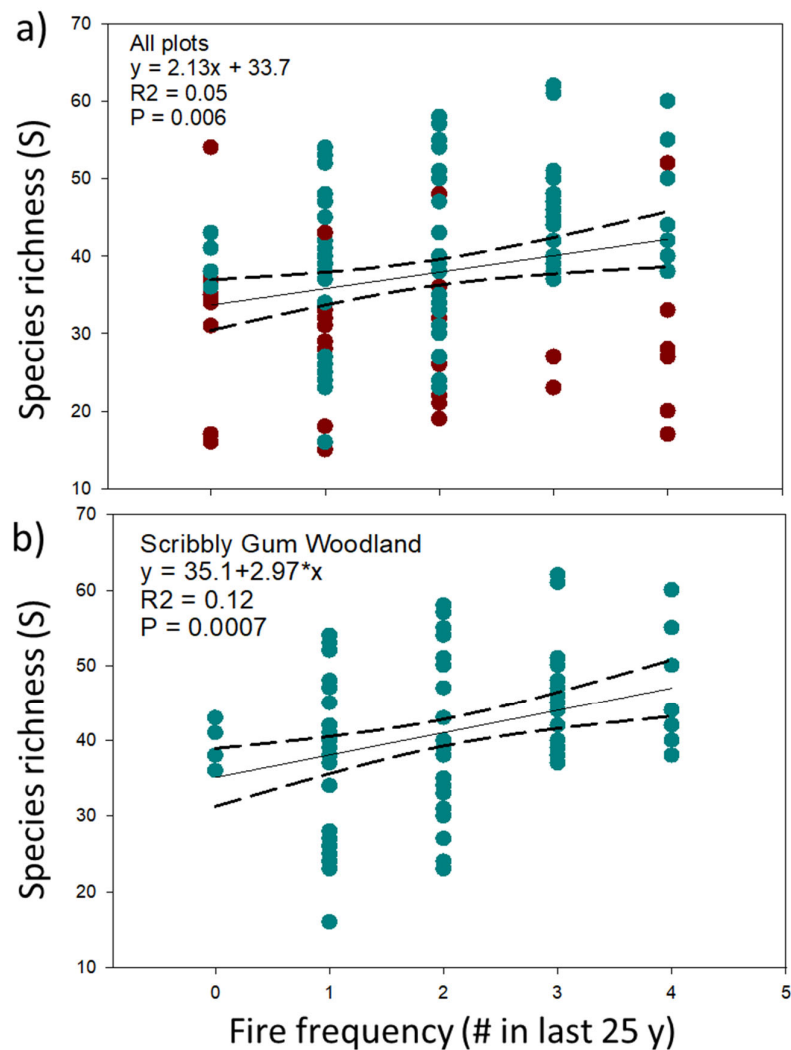 a)
All plots
y = 2.13x + 33.7
R2 = 0.05
P = 0.006
Species richness (S)
70
60
50
40
30
20
10
b)
Scribbly Gum Woodland
y = 35.1+2.97*x
R2 = 0.12
P = 0.0007
Species richness (S)
70
60
50
40
30
20
10
0 1 2 3 4 5
Fire frequency (# in last 25 y)